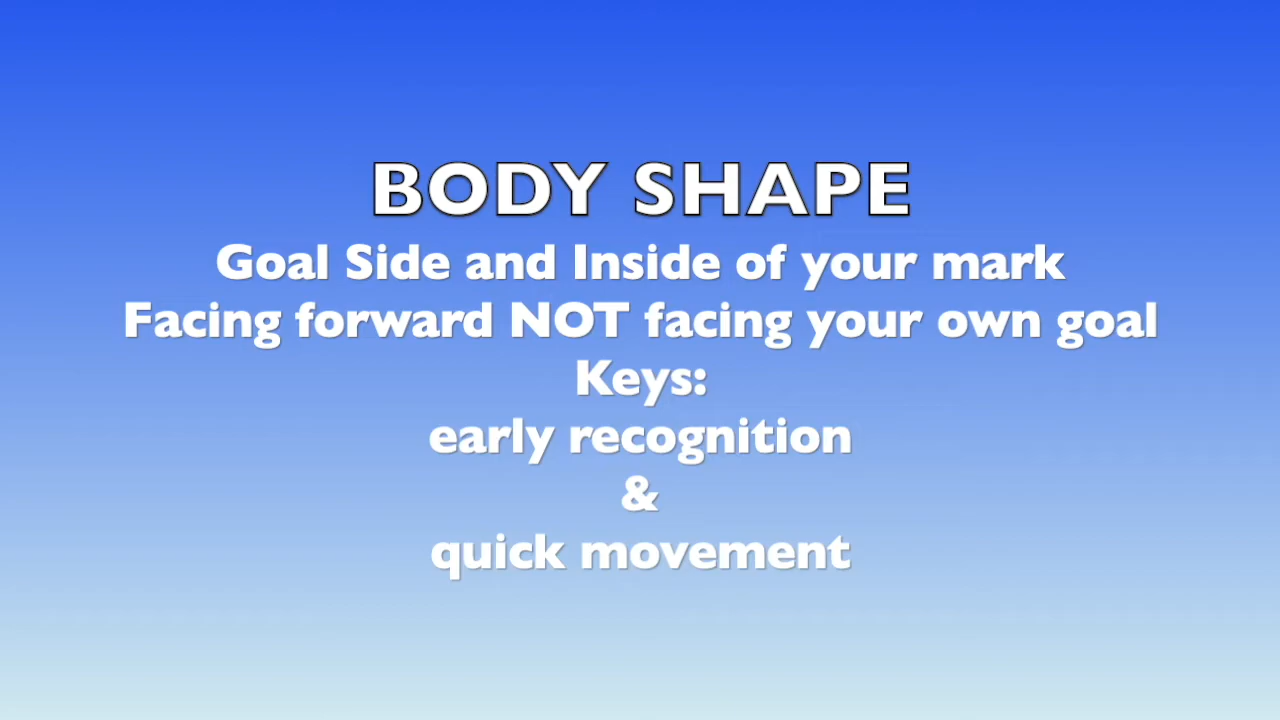 BODY SHAPE
Goal Side and Inside of your mark
Facing forward NOT facing your own goal
Keys:
early recognition
&
quick movement